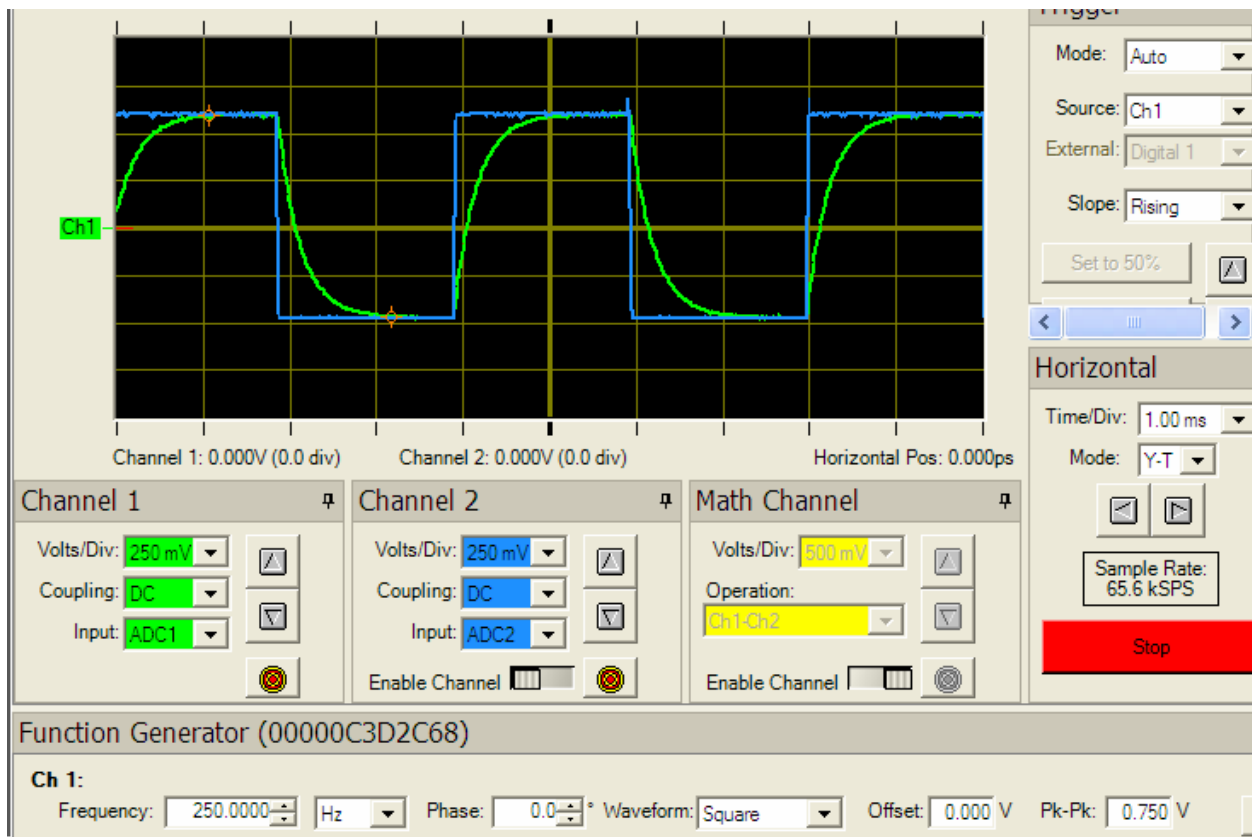 Trigger
Mode: Auto
Source: Ch1
External: Digital 1
Slope: Rising
Set to 50%
Ch1
Channel 1: 0.000V (0.0 div) Channel 2: 0.000V (0.0 div) Horizontal Pos: 0.000ps
Horizontal
Time/Div: 1.00 ms
Mode: Y-T
Sample Rate:
65.6 kSPS
Stop
Channel 1
Volts/Div: 250 mV
Coupling: DC
Input: ADC1
Channel 2
Volts/Div: 250 mV
Coupling: DC
Input: ADC2
Enable Channel
Math Channel
Volts/Div: 500 mV
Operation:
Ch1-Ch2
Enable Channel
Function Generator (00000C3D2C68)
Ch 1:
Frequency: 250.0000 Hz Phase: 0.0 ° Waveform: Square Offset: 0.000 V Pk-Pk: 0.750 V